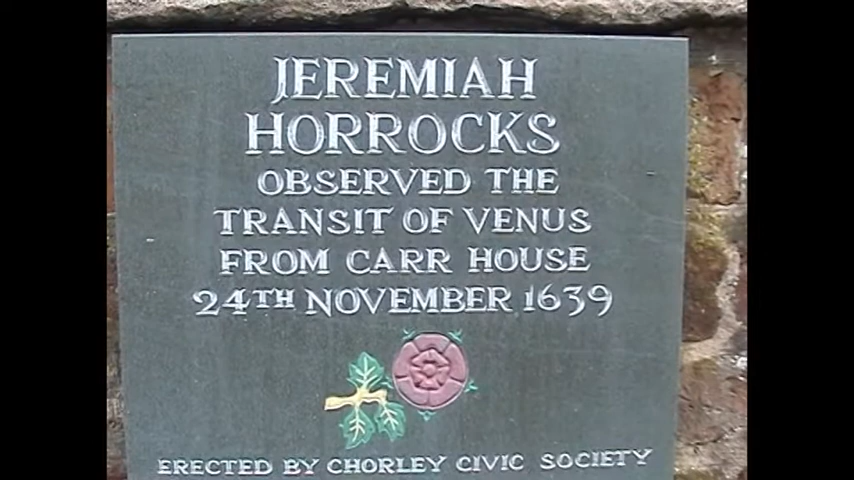 JEREMIAH
HORROCKS
OBSERVED THE
TRANSIT OF VENUS
FROM CARR HOUSE
24TH NOVEMBER 1639
ERECTED BY CHORLEY CIVIC SOCIETY